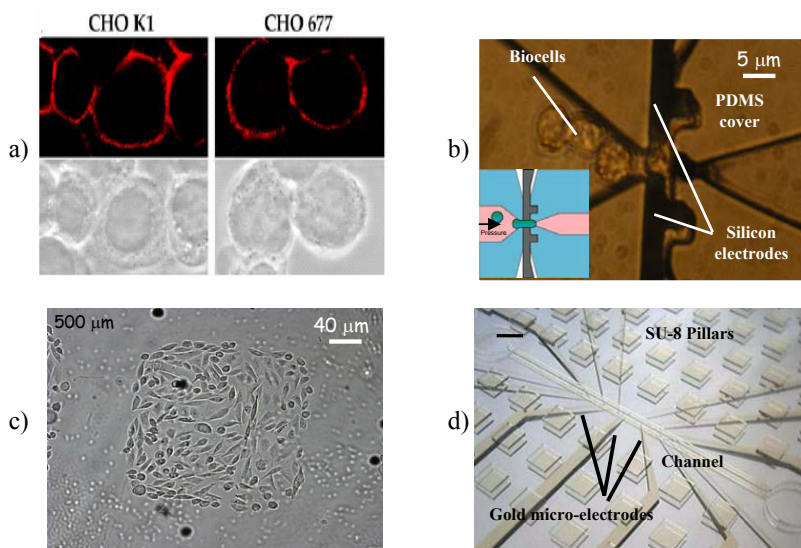 CHO K1
CHO 677
a)
b)
Biocells
5 μm
PDMS
cover
Pressure
Silicon
electrodes
c)
500 μm
40 μm
d)
SU-8 Pillars
Channel
Gold micro-electrodes